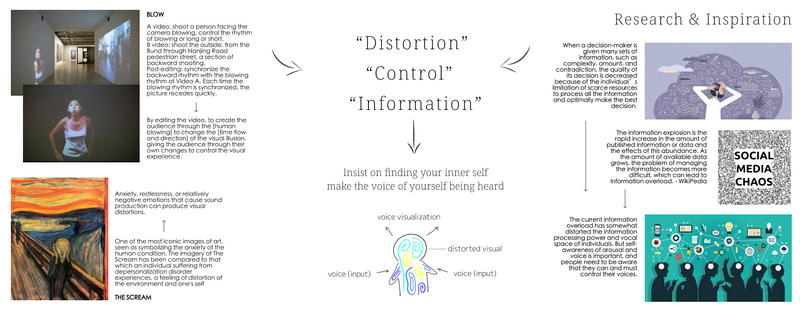 Research & Inspiration
BLOW
A video: shoot a person facing the
camera blowing, control the rhythm
of blowing or long or short.
B video: shoot the outside, from the
Bund through Nanjing Road
pedestrian street, a section of
backward shooting.
Post-editing: synchronize the
backward rhythm with the blowing
rhythm of Video A. Each time the
blowing rhythm is synchronized, the
picture recedes quickly.
By editing the video, to create the
audience through the [human
blowing] to change the [time flow
and direction] of the visual illusion,
giving the audience through their
own changes to control the visual
experience.
Anxiety, restlessness, or relatively
negative emotions that cause sound
production can produce visual
distortions.
One of the most iconic images of art,
seen as symbolizing the anxiety of the
human condition. The imagery of The
Scream has been compared to that
which an individual suffering from
depersonalization disorder
experiences, a feeling of distortion of
the environment and one's self
THE SCREAM
“Distortion”
“Control”
“Information”
Insist on finding your inner self
make the voice of yourself being heard
voice visualization
distorted visual
voice (input)
voice (input)
When a decision-maker is
given many sets of
information, such as
complexity, amount, and
contradiction, the quality of
its decision is decreased
because of the individual’s
limitation of scarce resources
to process all the information
and optimally make the best
decision.
The information explosion is the
rapid increase in the amount of
published information or data and
the effects of this abundance. As
the amount of available data
grows, the problem of managing
the information becomes more
difficult, which can lead to
information overload. - WikiPedia
SOCIAL
MEDIA
CHAOS
The current information
overload has somewhat
distorted the information
processing power and vocal
space of individuals. But self-
awareness of arousal and
voice is important, and
people need to be aware
that they can and must
control their voices.